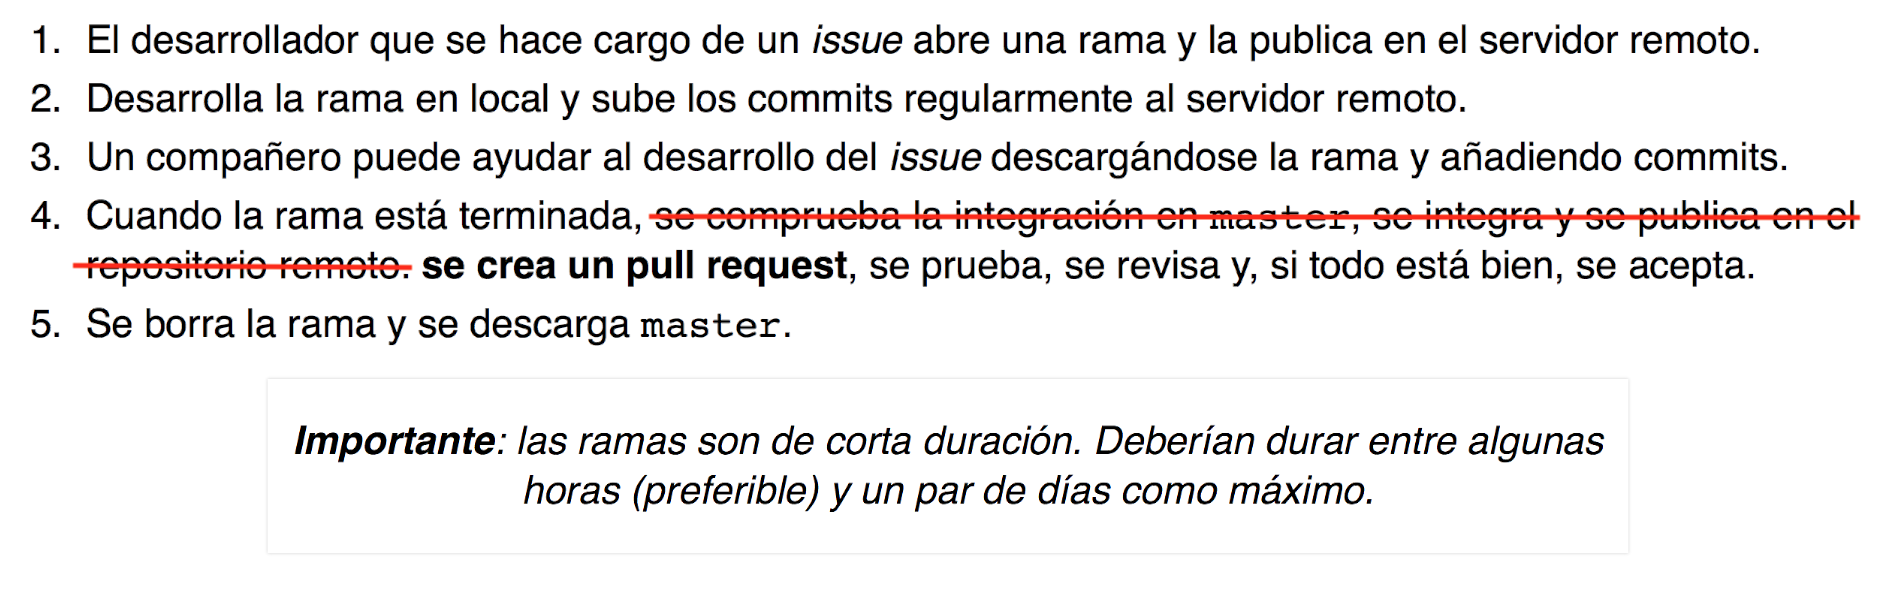 1. El desarrollador que se hace cargo de un issue abre una rama y la publica en el servidor remoto.
2. Desarrolla la rama en local y sube los commits regularmente al servidor remoto.
3. Un compañero puede ayudar al desarrollo del issue descargándose la rama y añadiendo commits.
4. Cuando la rama está terminada, se comprueba la integración en master, se integra y se publica en el
repositorio remoto. se crea un pull request, se prueba, se revisa y, si todo está bien, se acepta.
5. Se borra la rama y se descarga master.
Importante: las ramas son de corta duración. Deberían durar entre algunas
horas (preferible) y un par de días como máximo.